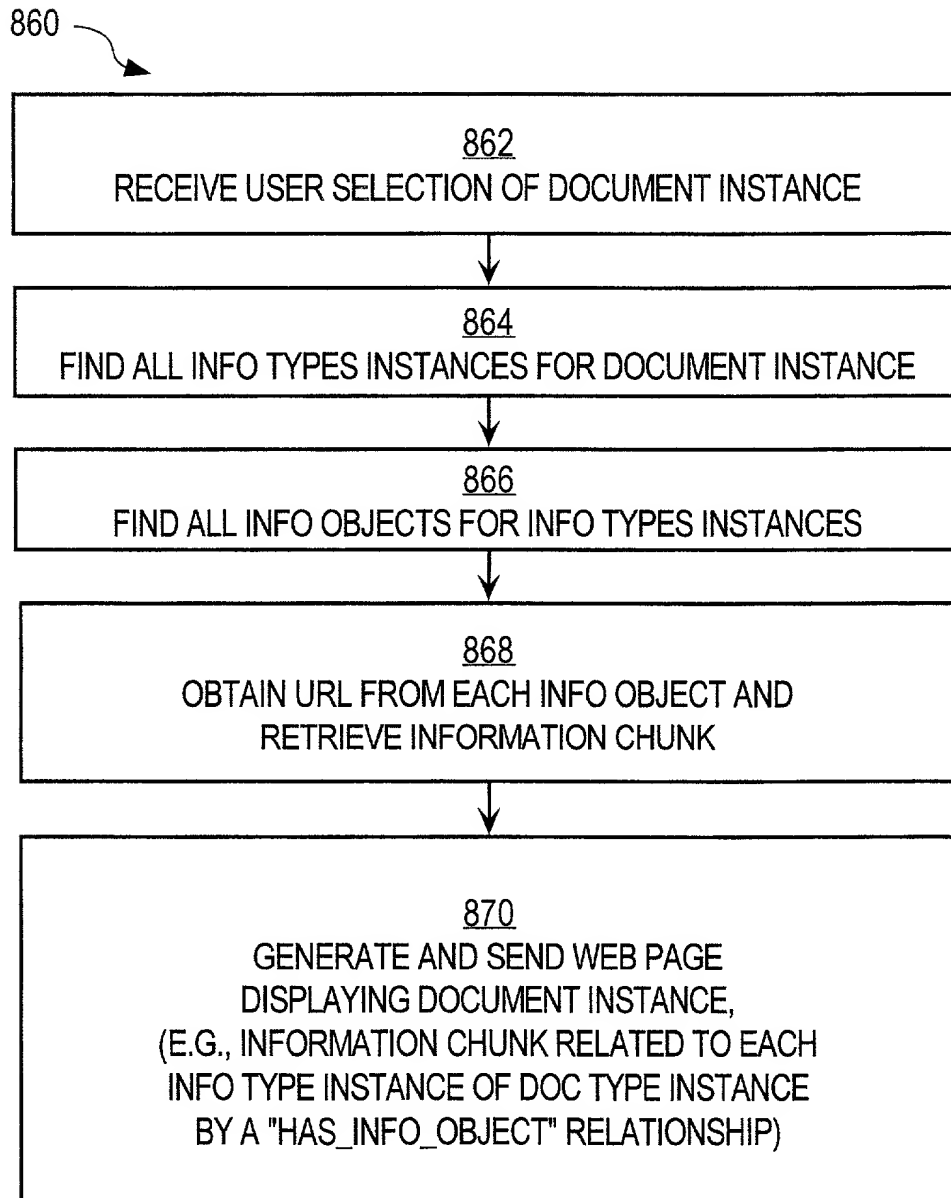 860
862
RECEIVE USER SELECTION OF DOCUMENT INSTANCE
864
FIND ALL INFO TYPES INSTANCES FOR DOCUMENT INSTANCE
866
FIND ALL INFO OBJECTS FOR INFO TYPES INSTANCES
868
OBTAIN URL FROM EACH INFO OBJECT AND
RETRIEVE INFORMATION CHUNK
870
GENERATE AND SEND WEB PAGE
DISPLAYING DOCUMENT INSTANCE,
(E.G., INFORMATION CHUNK RELATED TO EACH
INFO TYPE INSTANCE OF DOC TYPE INSTANCE
BY A "HAS_INFO_OBJECT" RELATIONSHIP)